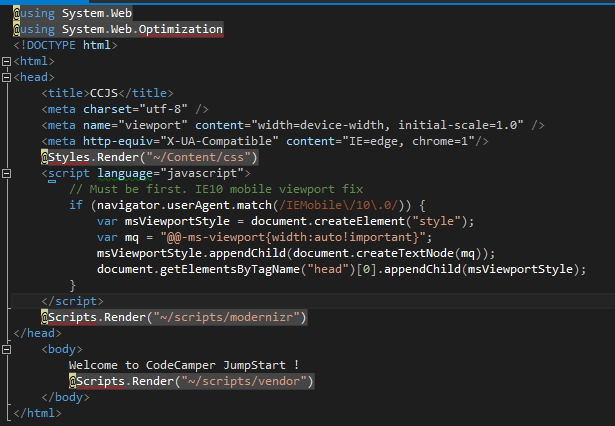 @using System.Web
@using System.Web.Optimization
<!DOCTYPE html>
<html>
<head>
    <title>CCJS</title>
    <meta charset="utf-8" />
    <meta name="viewport" content="width=device-width, initial-scale=1.0" />
    <meta http-equiv="X-UA-Compatible" content="IE=edge, chrome=1"/>
    @Styles.Render("~/Content/css")
    <script language="javascript">
        // Must be first. IE10 mobile viewport fix
        if (navigator.userAgent.match(/IEMobile\/10\.0/)) {
            var msViewportStyle = document.createElement("style");
            var mq = "@@-ms-viewport{width:auto!important}";
            msViewportStyle.appendChild(document.createTextNode(mq));
            document.getElementsByTagName("head")[0].appendChild(msViewportStyle);
        }
    </script>
    @Scripts.Render("~/scripts/modernizr")
</head>
    <body>
        Welcome to CodeCamper JumpStart !
        @Scripts.Render("~/scripts/vendor")
    </body>
</html>